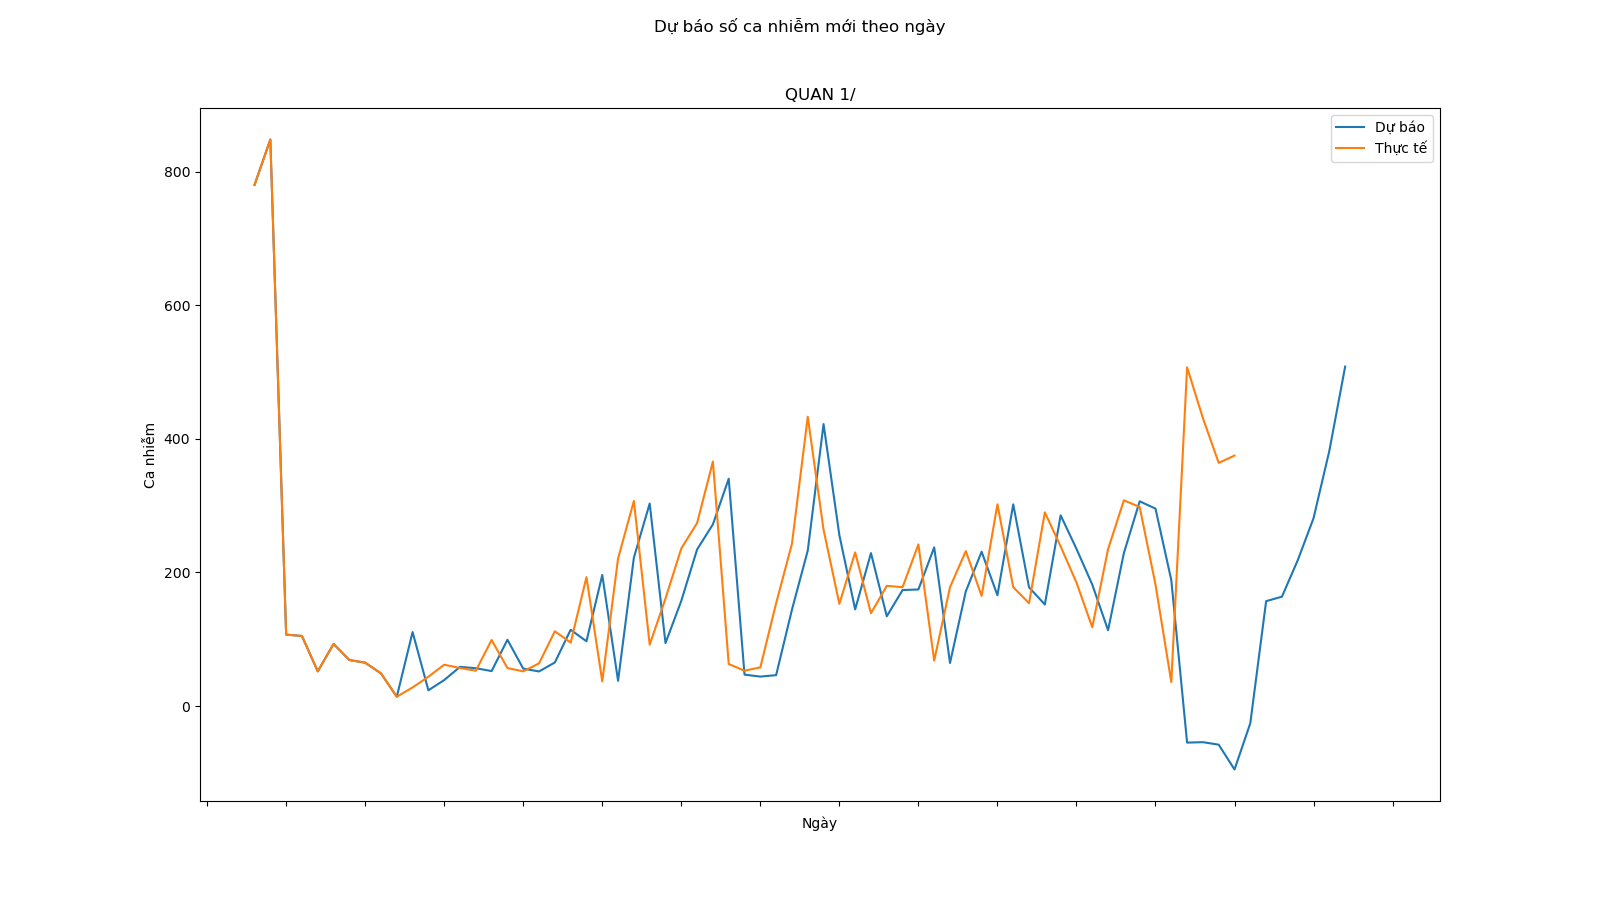 Dự báo số ca nhiễm mới theo ngày
QUAN 1/
Dự báo
Thực tế
800
600
400
200
0
Ca nhiễm
Ngày